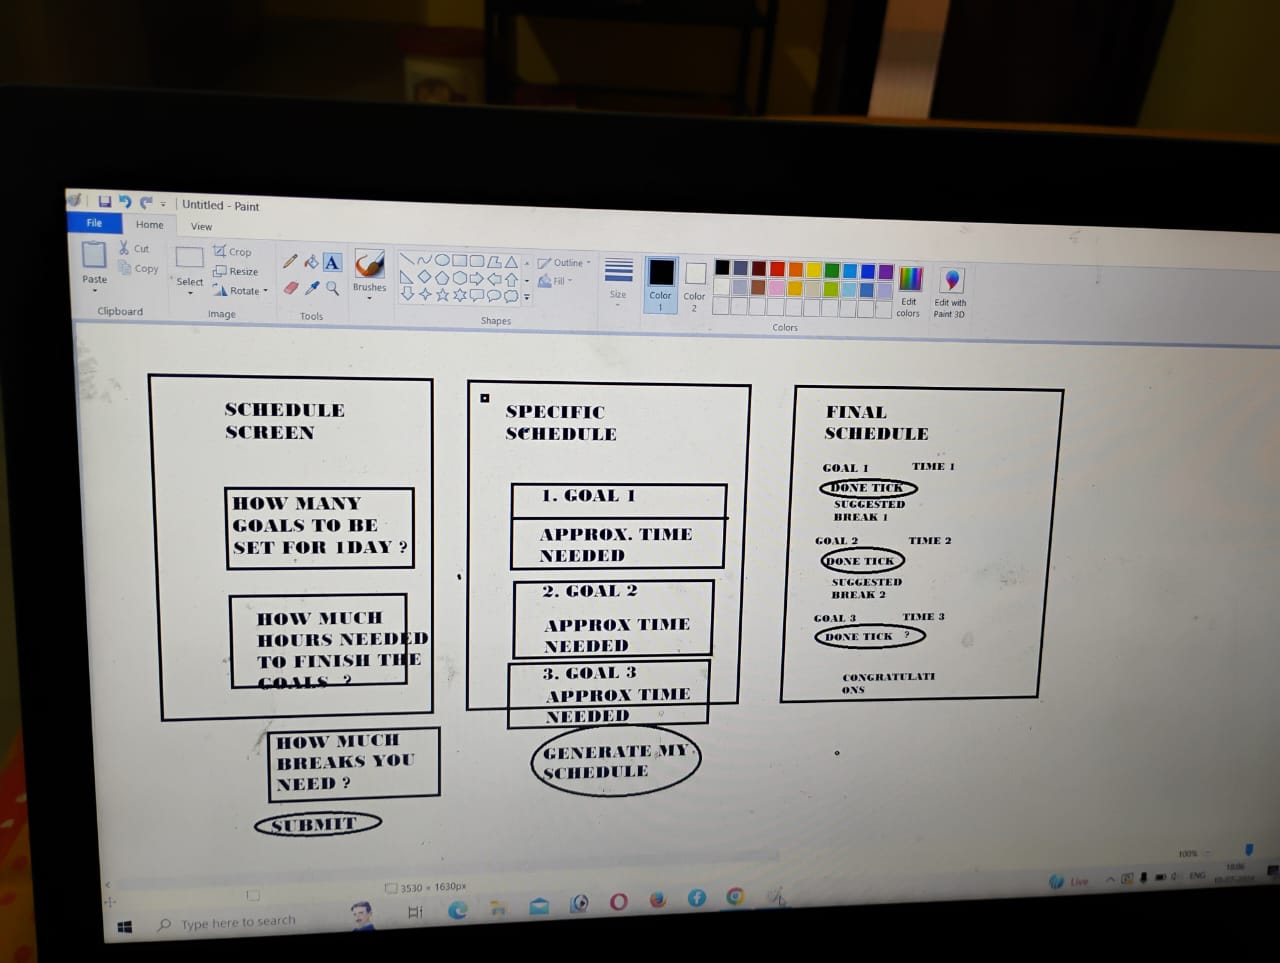 Untitled - Paint
File
Home
View
Paste
Cut
Copy
Clipboard
Select
Crop
Resize
Rotate
Image
Tools
Brushes
Shapes
Outline
Fill
Size
Color
1
Color
2
Colors
Edit
colors
Edit with
Paint 3D
SCHEDULE
SCREEN
HOW MANY
GOALS TO BE
SET FOR 1DAY ?
HOW MUCH
HOURS NEEDED
TO FINISH THE
GOALS ?
HOW MUCH
BREAKS YOU
NEED ?
SUBMIT
SPECIFIC
SCHEDULE
1. GOAL 1
APPROX. TIME
NEEDED
2. GOAL 2
APPROX TIME
NEEDED
3. GOAL 3
APPROX TIME
NEEDED
GENERATE MY
SCHEDULE
FINAL
SCHEDULE
GOAL 1 TIME 1
DONE TICK
SUGGESTED
BREAK 1
GOAL 2 TIME 2
DONE TICK
SUGGESTED
BREAK 2
GOAL 3 TIME 3
DONE TICK ?
CONGRATULATI
ONS
3530 × 1630px
100%
Type here to search
Live
ENG
18:06